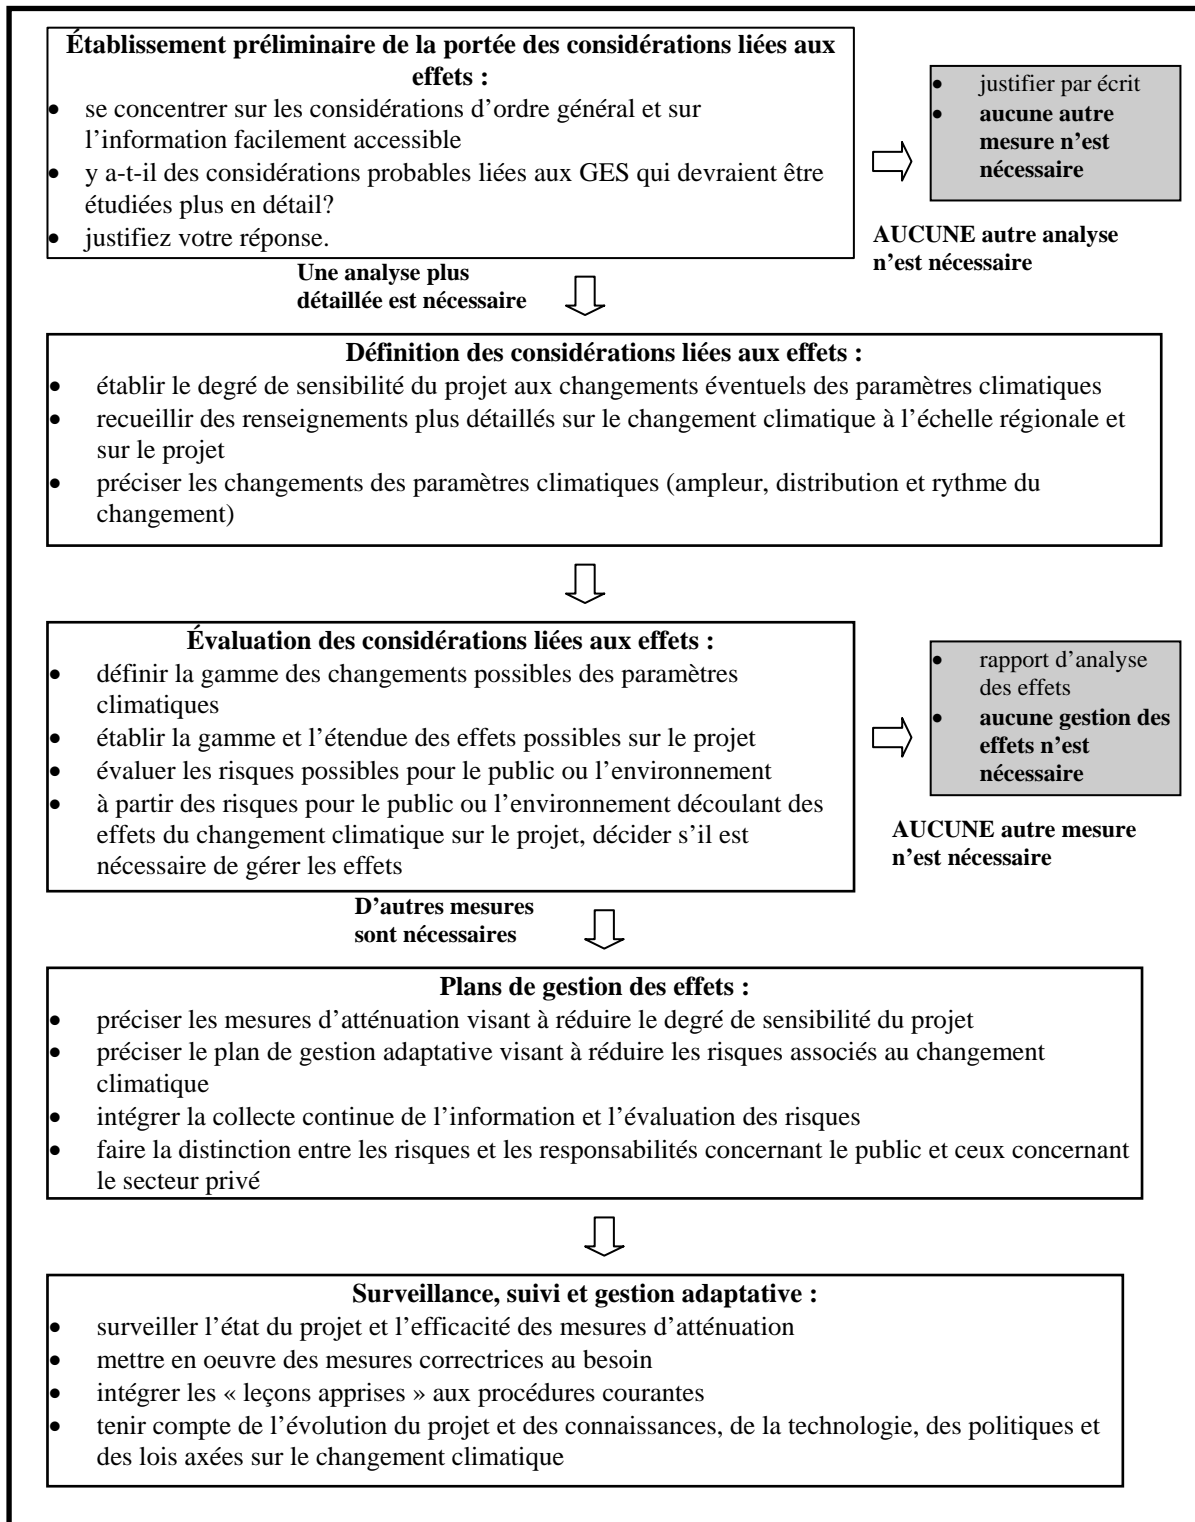 Établissement préliminaire de la portée des considérations liées aux
effets :
• se concentrer sur les considérations d’ordre général et sur
l’information facilement accessible
• y a-t-il des considérations probables liées aux GES qui devraient être
étudiées plus en détail?
• justifiez votre réponse.
• justifier par écrit
• aucune autre
mesure n’est
nécessaire
AUCUNE autre analyse
n’est nécessaire
Une analyse plus
détaillée est nécessaire
Définition des considérations liées aux effets :
• établir le degré de sensibilité du projet aux changements éventuels des paramètres climatiques
• recueillir des renseignements plus détaillés sur le changement climatique à l’échelle régionale et
sur le projet
• préciser les changements des paramètres climatiques (ampleur, distribution et rythme du
changement)
Évaluation des considérations liées aux effets :
• définir la gamme des changements possibles des paramètres
climatiques
• établir la gamme et l’étendue des effets possibles sur le projet
• évaluer les risques possibles pour le public ou l’environnement
• à partir des risques pour le public ou l’environnement découlant des
effets du changement climatique sur le projet, décider s’il est
nécessaire de gérer les effets
• rapport d’analyse
des effets
• aucune gestion des
effets n’est
nécessaire
AUCUNE autre mesure
n’est nécessaire
D’autres mesures
sont nécessaires
Plans de gestion des effets :
• préciser les mesures d’atténuation visant à réduire le degré de sensibilité du projet
• préciser le plan de gestion adaptative visant à réduire les risques associés au changement
climatique
• intégrer la collecte continue de l’information et l’évaluation des risques
• faire la distinction entre les risques et les responsabilités concernant le public et ceux concernant
le secteur privé
Surveillance, suivi et gestion adaptative :
• surveiller l’état du projet et l’efficacité des mesures d’atténuation
• mettre en oeuvre des mesures correctrices au besoin
• intégrer les « leçons apprises » aux procédures courantes
• tenir compte de l’évolution du projet et des connaissances, de la technologie, des politiques et
des lois axées sur le changement climatique